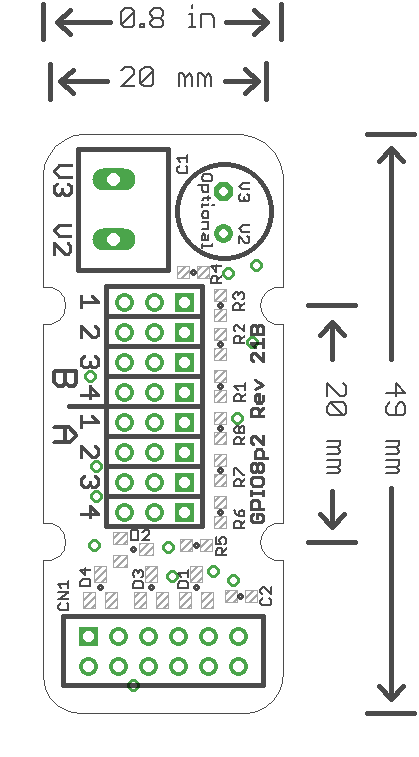 0.8 in
20 mm
C1
V3
V2
Optional
V3
V2
R4
1
2
3
4
B
A
1
2
3
4
R3
R2
R1
R8
R7
R6
GPIO8p2 Rev 21B
20 mm
49 mm
D2
R5
D4
D3
D1
CN1
C2